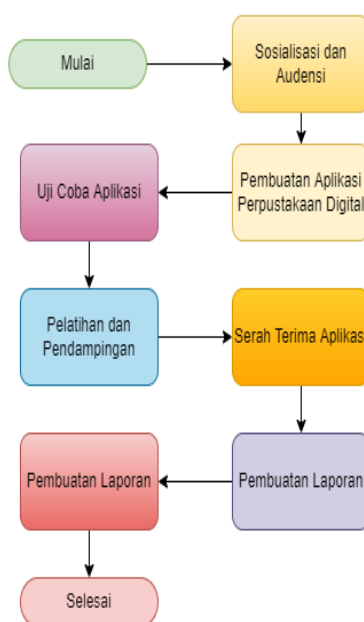 Mulai
Sosialisasi dan
Audensi
Pembuatan Aplikasi
Perpustakaan Digital
Uji Coba Aplikasi
Pelatihan dan
Pendampingan
Serah Terima Aplikas
Pembuatan Laporan
Pembuatan Laporan
Selesai